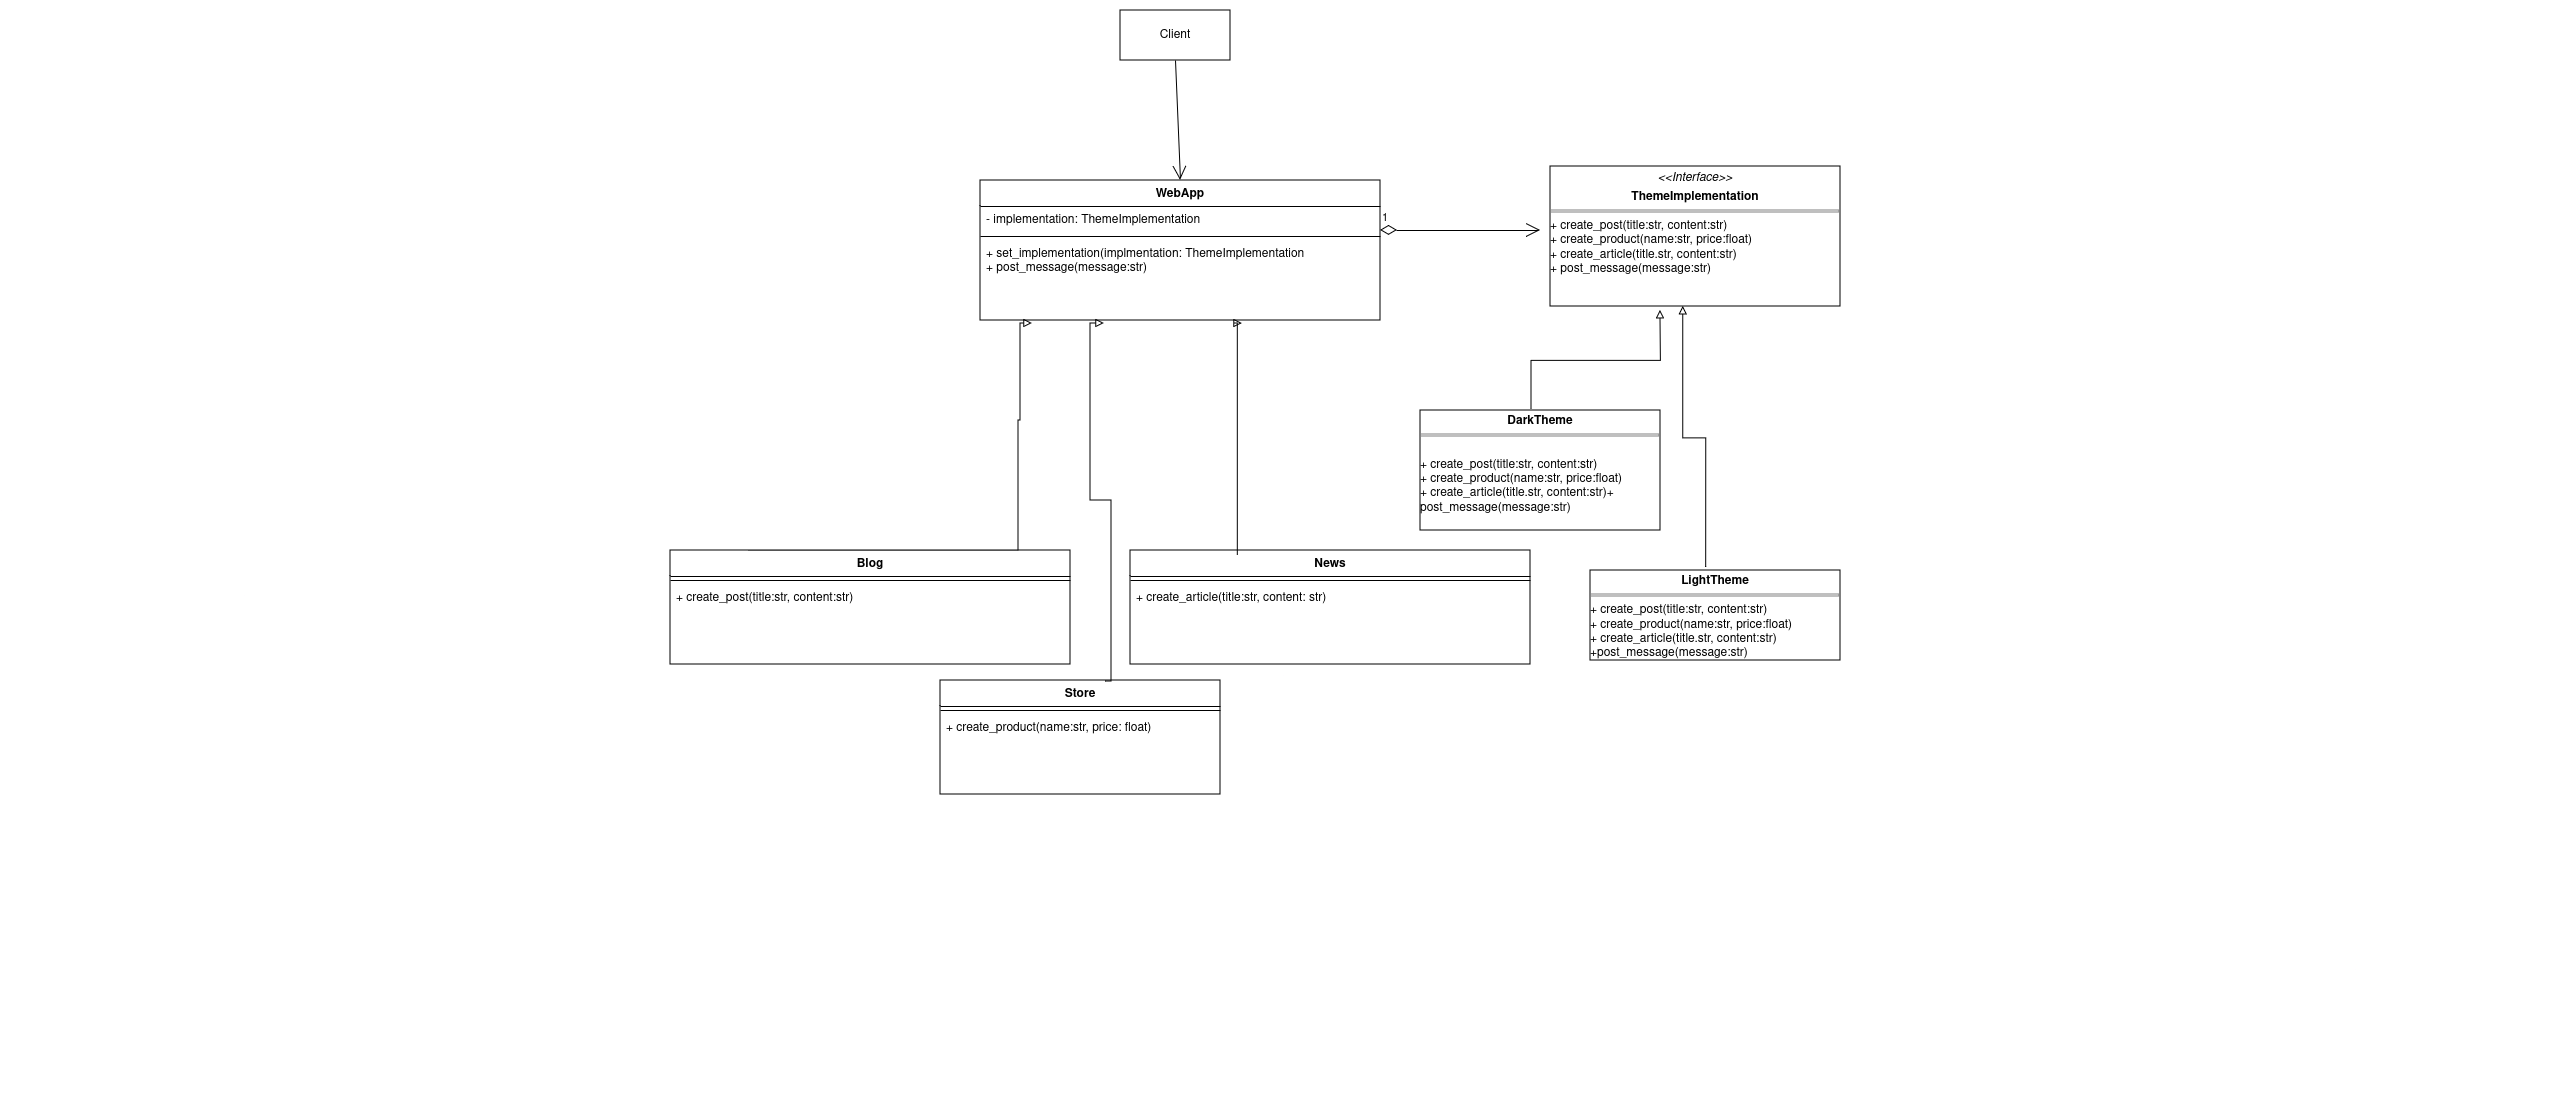 Client
WebApp
- implementation: ThemeImplementation
+ set_implementation(implmentation: ThemeImplementation
+ post_message(message:str)
1
<<Interface>>
ThemeImplementation
+ create_post(title:str, content:str)
+ create_product(name:str, price:float)
+ create_article(title.str, content:str)
+ post_message(message:str)
DarkTheme
+ create_post(title:str, content:str)
+ create_product(name:str, price:float)
+ create_article(title.str, content:str)+
post_message(message:str)
Blog
+ create_post(title:str, content:str)
News
+ create_article(title:str, content: str)
LightTheme
+ create_post(title:str, content:str)
+ create_product(name:str, price:float)
+ create_article(title.str, content:str)
+post_message(message:str)
Store
+ create_product(name:str, price: float)